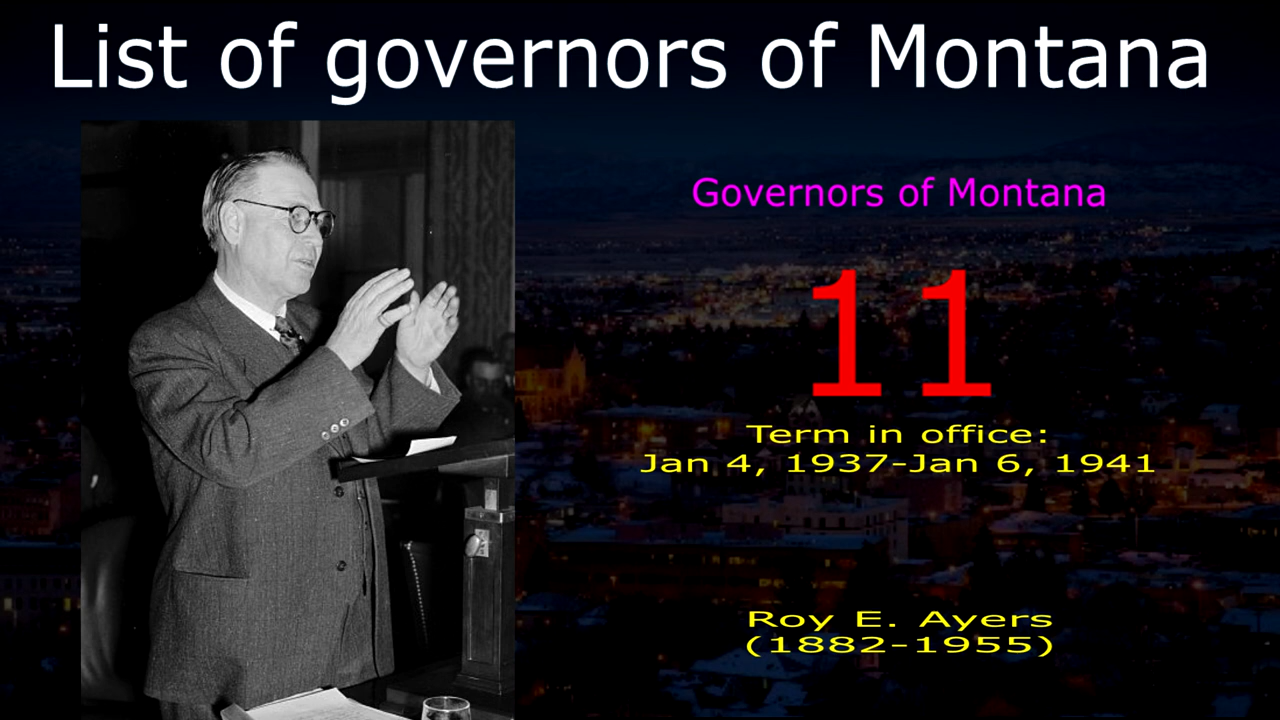 List of governors of Montana
Governors of Montana
11
Term in office:
Jan 4, 1937-Jan 6, 1941
Roy E. Ayers
(1882-1955)